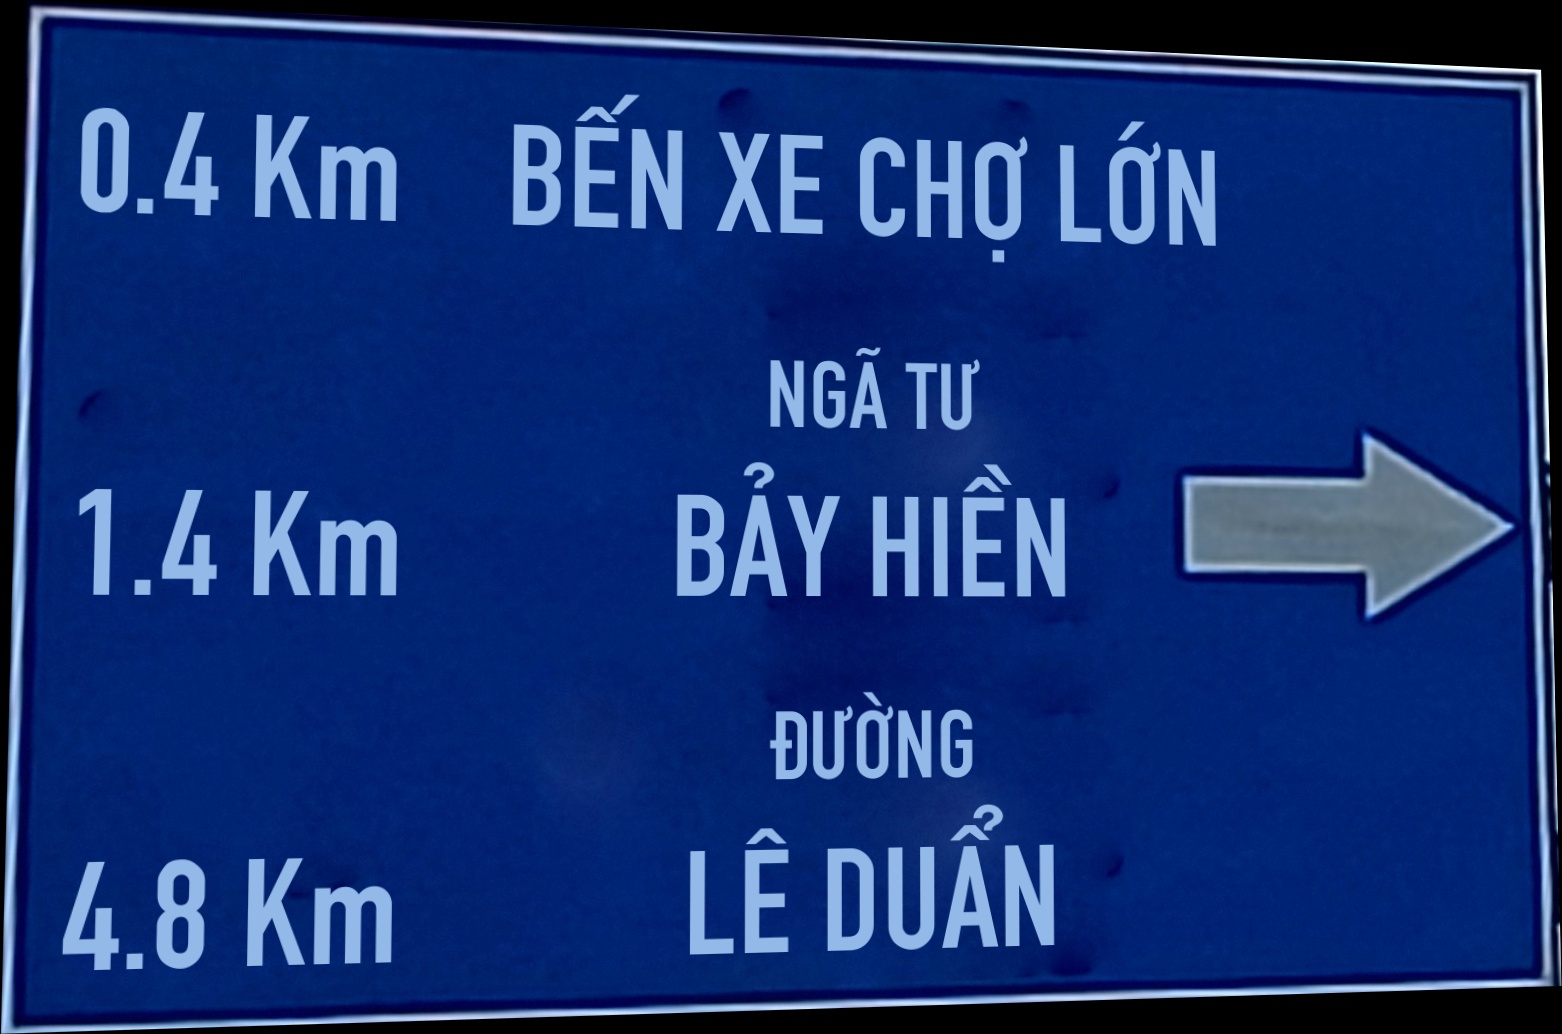 0.4 Km BẾN XE CHỢ LỚN
NGÃ TƯ
1.4 Km BẢY HIỀN
ĐƯỜNG
4.8 Km LÊ DUẨN